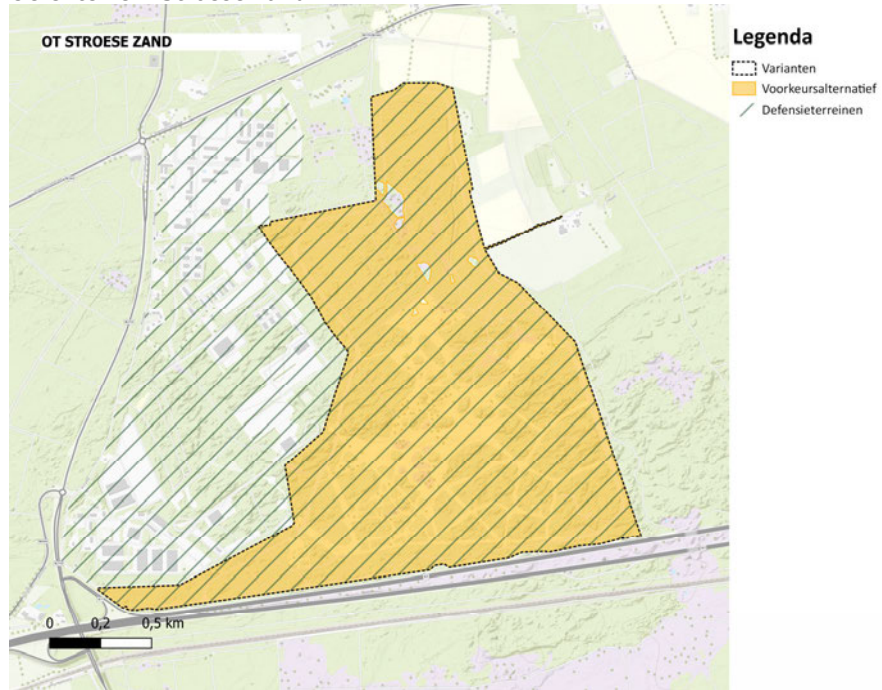 OT STROESE ZAND
Legenda
Varianten
Voorkeursalternatief
Defensieterreinen
0 0,2 0,5 km